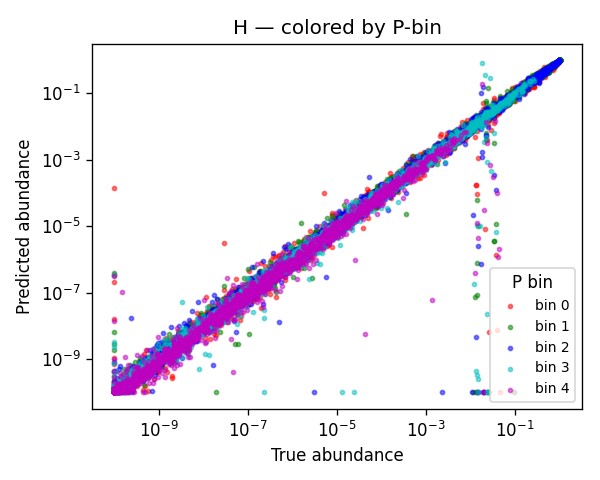 H — colored by P-bin
Predicted abundance
10⁻¹
10⁻³
10⁻⁵
10⁻⁷
10⁻⁹
P bin
bin 0
bin 1
bin 2
bin 3
bin 4
10⁻⁹ 10⁻⁷ 10⁻⁵ 10⁻³ 10⁻¹
True abundance